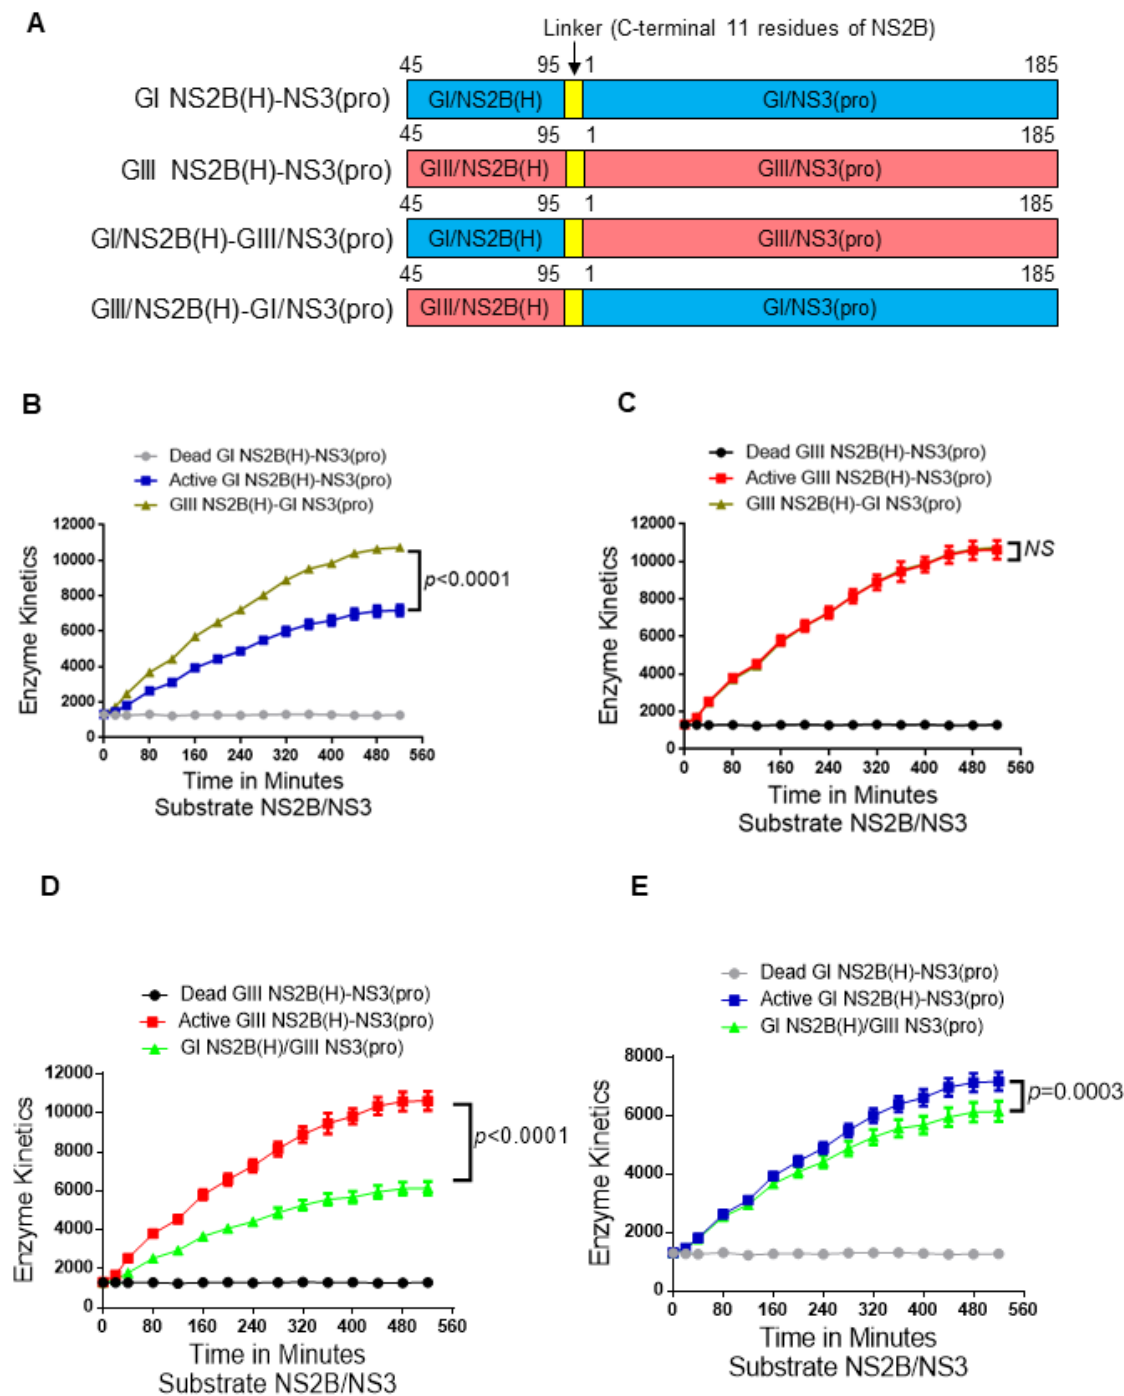 A
Linker (C-terminal 11 residues of NS2B)
45 95 1 185
GI NS2B(H)-NS3(pro) GI/NS2B(H) GI/NS3(pro)
45 95 1 185
GIII NS2B(H)-NS3(pro) GIII/NS2B(H) GIII/NS3(pro)
45 95 1 185
GI/NS2B(H)-GIII/NS3(pro) GI/NS2B(H) GIII/NS3(pro)
45 95 1 185
GIII/NS2B(H)-GI/NS3(pro) GIII/NS2B(H) GI/NS3(pro)
B
Dead GI NS2B(H)-NS3(pro)
Active GI NS2B(H)-NS3(pro)
GIII NS2B(H)-GI NS3(pro)
12000
10000
8000
6000
4000
2000
0
Enzyme Kinetics
p<0.0001
0 80 160 240 320 400 480 560
Time in Minutes
Substrate NS2B/NS3
C
Dead GIII NS2B(H)-NS3(pro)
Active GIII NS2B(H)-NS3(pro)
GIII NS2B(H)-GI NS3(pro)
12000
10000
8000
6000
4000
2000
0
Enzyme Kinetics
NS
0 80 160 240 320 400 480 560
Time in Minutes
Substrate NS2B/NS3
D
Dead GIII NS2B(H)-NS3(pro)
Active GIII NS2B(H)-NS3(pro)
GI NS2B(H)/GIII NS3(pro)
12000
10000
8000
6000
4000
2000
0
Enzyme Kinetics
p<0.0001
0 80 160 240 320 400 480 560
Time in Minutes
Substrate NS2B/NS3
E
Dead GI NS2B(H)-NS3(pro)
Active GI NS2B(H)-NS3(pro)
GI NS2B(H)/GIII NS3(pro)
8000
6000
4000
2000
0
Enzyme Kinetics
p=0.0003
0 80 160 240 320 400 480 560
Time in Minutes
Substrate NS2B/NS3